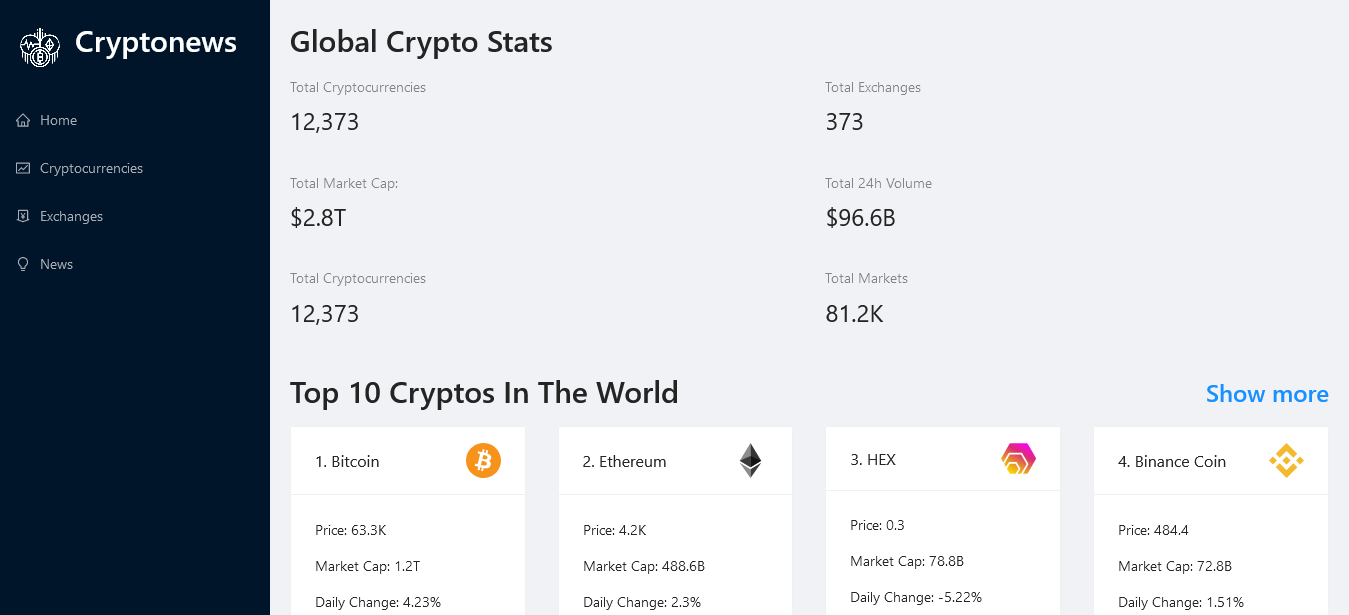 Cryptonews
Home
Cryptocurrencies
Exchanges
News
Global Crypto Stats
Total Cryptocurrencies
12,373
Total Exchanges
373
Total Market Cap:
$2.8T
Total 24h Volume
$96.6B
Total Cryptocurrencies
12,373
Total Markets
81.2K
Top 10 Cryptos In The World
Show more
1. Bitcoin
Price: 63.3K
Market Cap: 1.2T
Daily Change: 4.23%
2. Ethereum
Price: 4.2K
Market Cap: 488.6B
Daily Change: 2.3%
3. HEX
Price: 0.3
Market Cap: 78.8B
Daily Change: -5.22%
4. Binance Coin
Price: 484.4
Market Cap: 72.8B
Daily Change: 1.51%